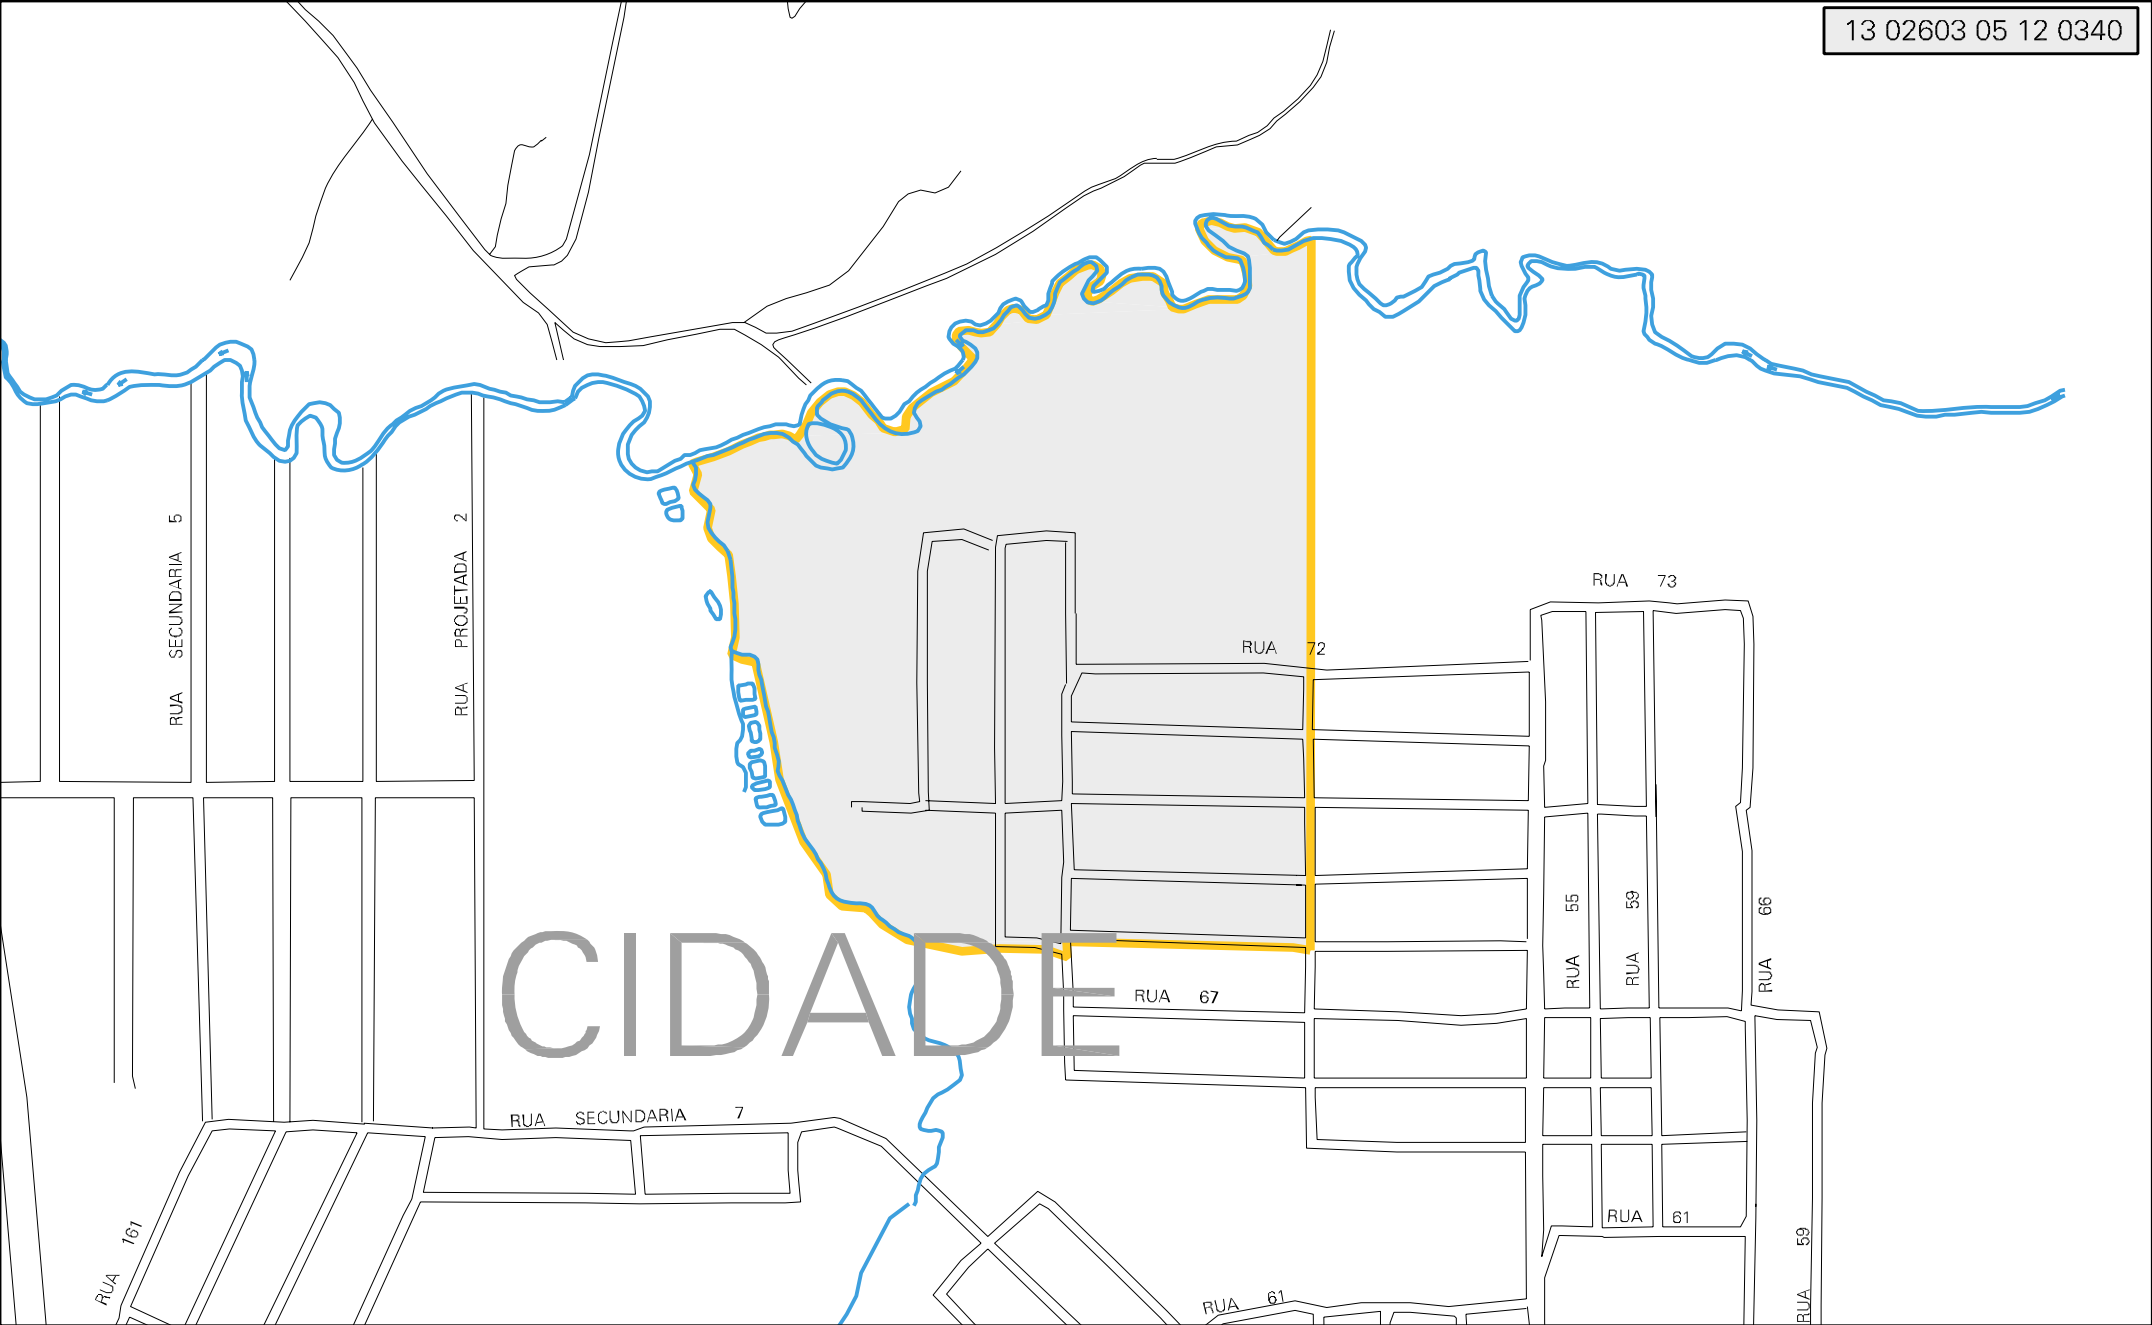 13 02603 05 12 0340
RUA SECUNDARIA 5
RUA PROJETADA 2
RUA 73
RUA 72
RUA 55
RUA 59
RUA 66
CIDADE
RUA 67
RUA SECUNDARIA 7
RUA 161
RUA 61
RUA 59
RUA 61